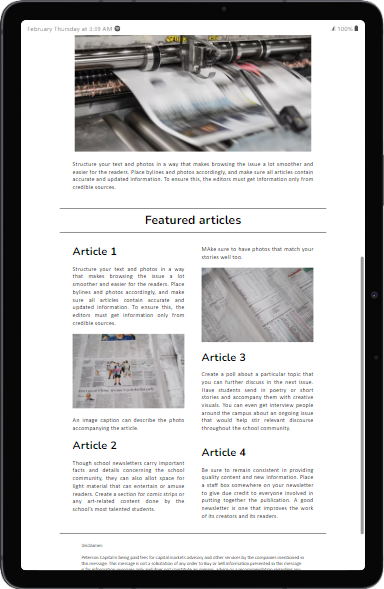 February Thursday at 3:39 AM
100%
Structure your text and photos in a way that makes browsing the issue a lot smoother and
easier for the readers. Place bylines and photos accordingly, and make sure all articles contain
accurate and updated information. To ensure this, the editors must get information only from
credible sources.
Featured articles
Article 1
Structure your text and photos in a way
that makes browsing the issue a lot
smoother and easier for the readers. Place
bylines and photos accordingly, and make
sure all articles contain accurate and
updated information. To ensure this, the
editors must get information only from
credible sources.
An image caption can describe the photo
accompanying the article.
Article 2
Though school newsletters carry important
facts and details concerning the school
community, they can also allot space for
light material that can entertain or amuse
readers. Create a section for comic strips or
any art-related content done by the
school's most talented students.
MAke sure to have photos that match your
stories well too.
Article 3
Create a poll about a particular topic that
you can further discuss in the next issue.
Have students send in poetry or short
stories and accompany them with creative
visuals. You can even get interview people
around the campus about an ongoing issue
that would help stir relevant discourse
throughout the school community.
Article 4
Be sure to remain consistent in providing
quality content and new information. Place
a staff box somewhere on your newsletter
to give due credit to everyone involved in
putting together the publication. A good
newsletter is one that improves the work
of its creators and its readers.
Disclaimer:
Peterson Capital is being paid fees for capital markets advisory and other services by the companies mentioned in
this message. This message is not a solicitation of any order to buy or sell. Information presented in this message